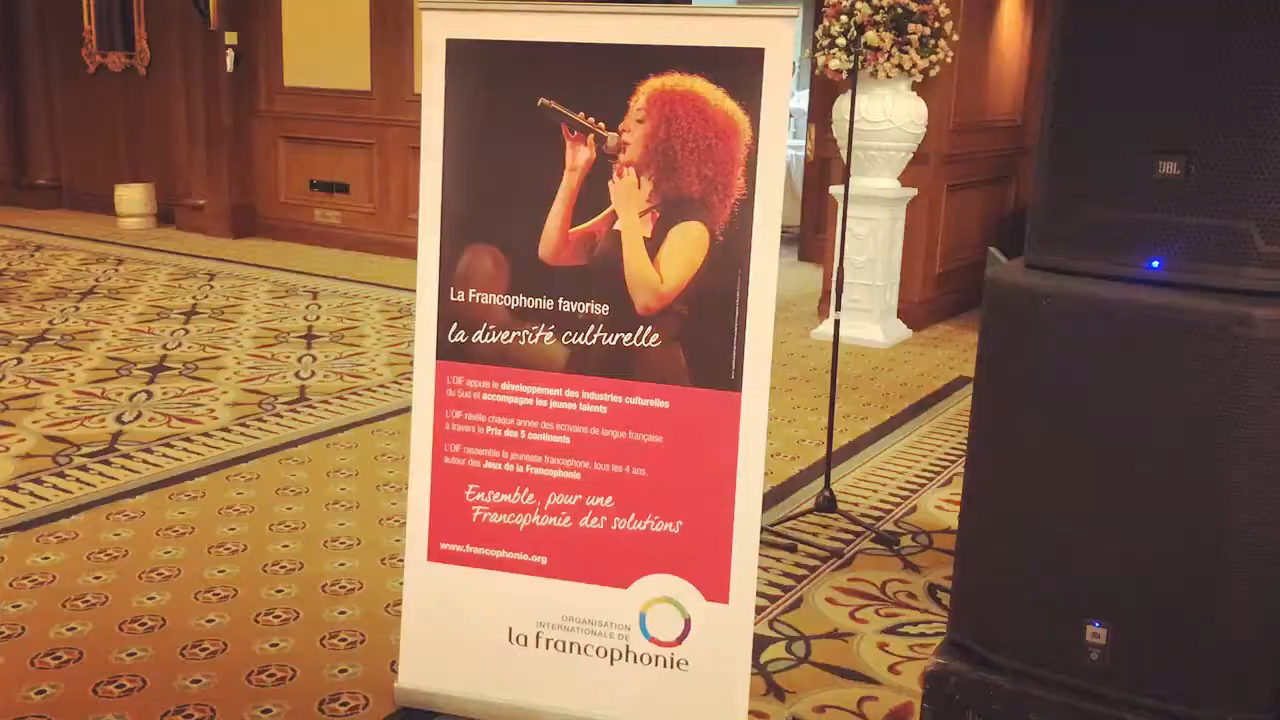 La Francophonie favorise
la diversité culturelle
L'OIF appuie le développement des industries culturelles
du Sud et accompagne les jeunes talents
L'OIF révèle chaque année des écrivains de langue française
à travers le Prix des 5 continents
L'OIF rassemble la jeunesse francophone, tous les 4 ans,
autour des Jeux de la Francophonie
Ensemble, pour une
Francophonie des solutions
www.francophonie.org
ORGANISATION
INTERNATIONALE DE
la francophonie
JBL
JBL